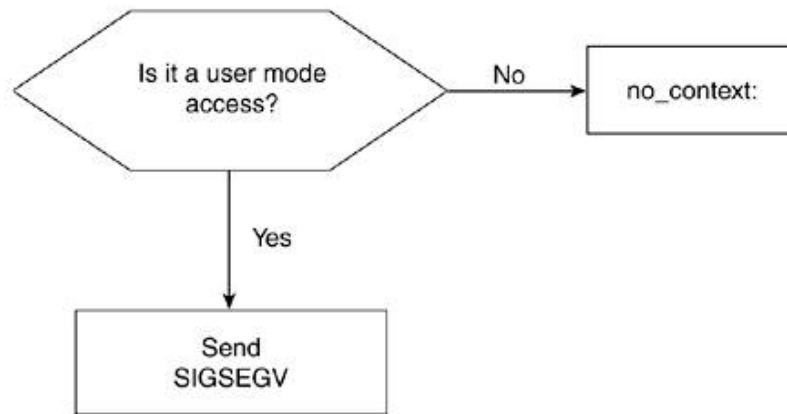 Is it a user mode
access?
No
no_context:
Yes
Send
SIGSEGV